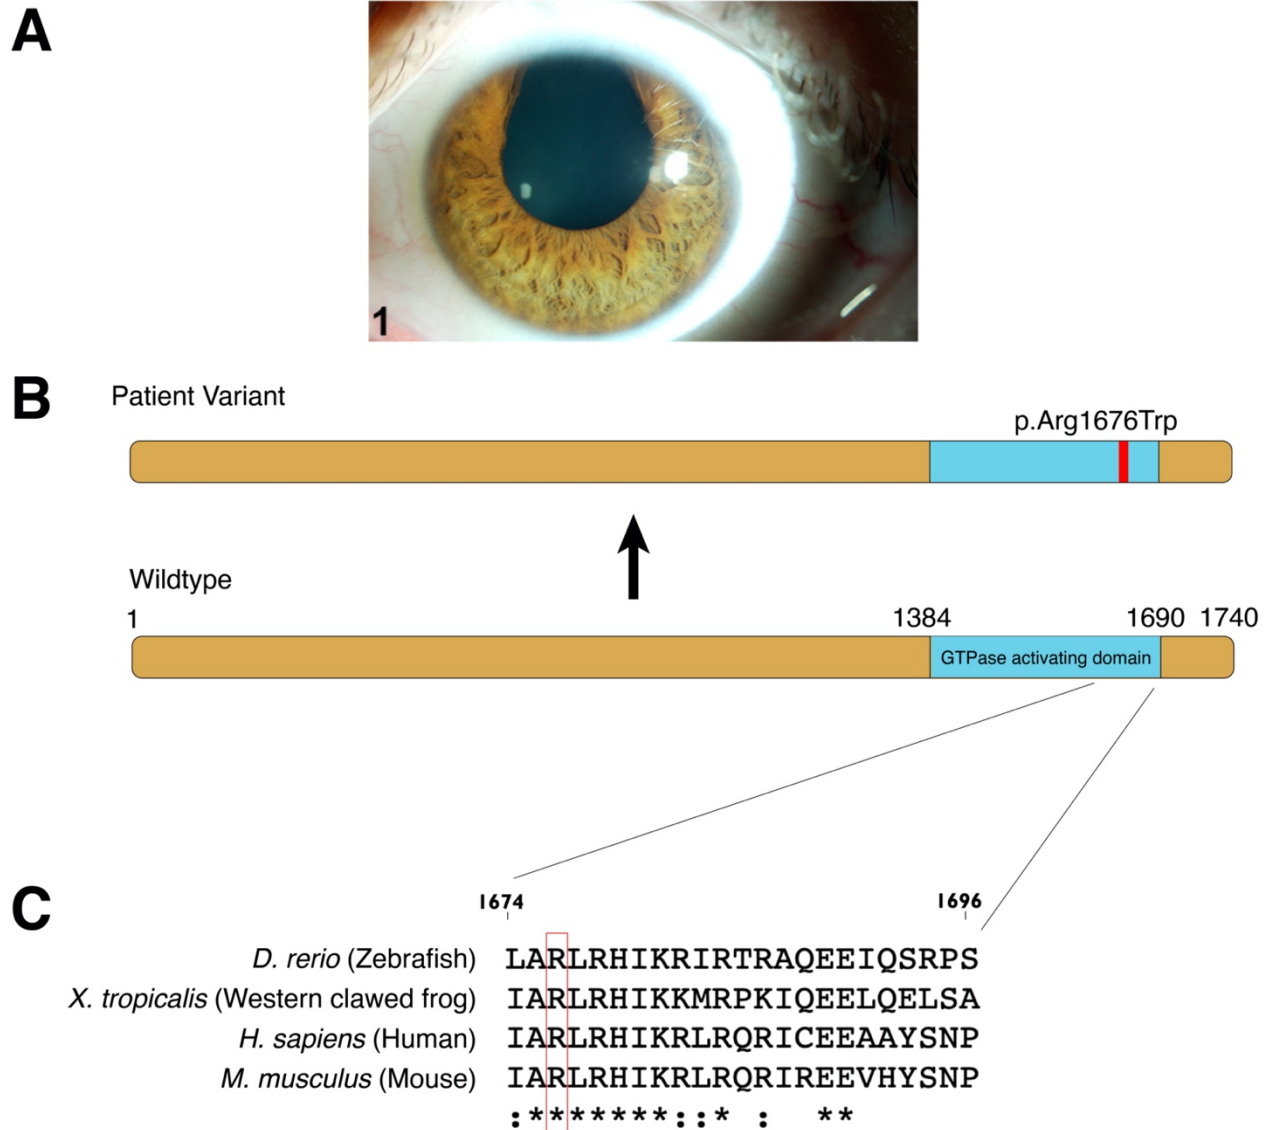 A
1
B
Patient Variant
p.Arg1676Trp
Wildtype
1 1384 1690 1740
GTPase activating domain
C
1674 1696
D. rerio (Zebrafish) LARLRHIKRIRTRAQEEIQSRPS
X. tropicalis (Western clawed frog) IARLRHIKKMRPKIQEELQELSA
H. sapiens (Human) IARLRHIKRLRQRICEEAAYSNP
M. musculus (Mouse) IARLRHIKRLRQRIREEVHYSNP
:*******::* : **